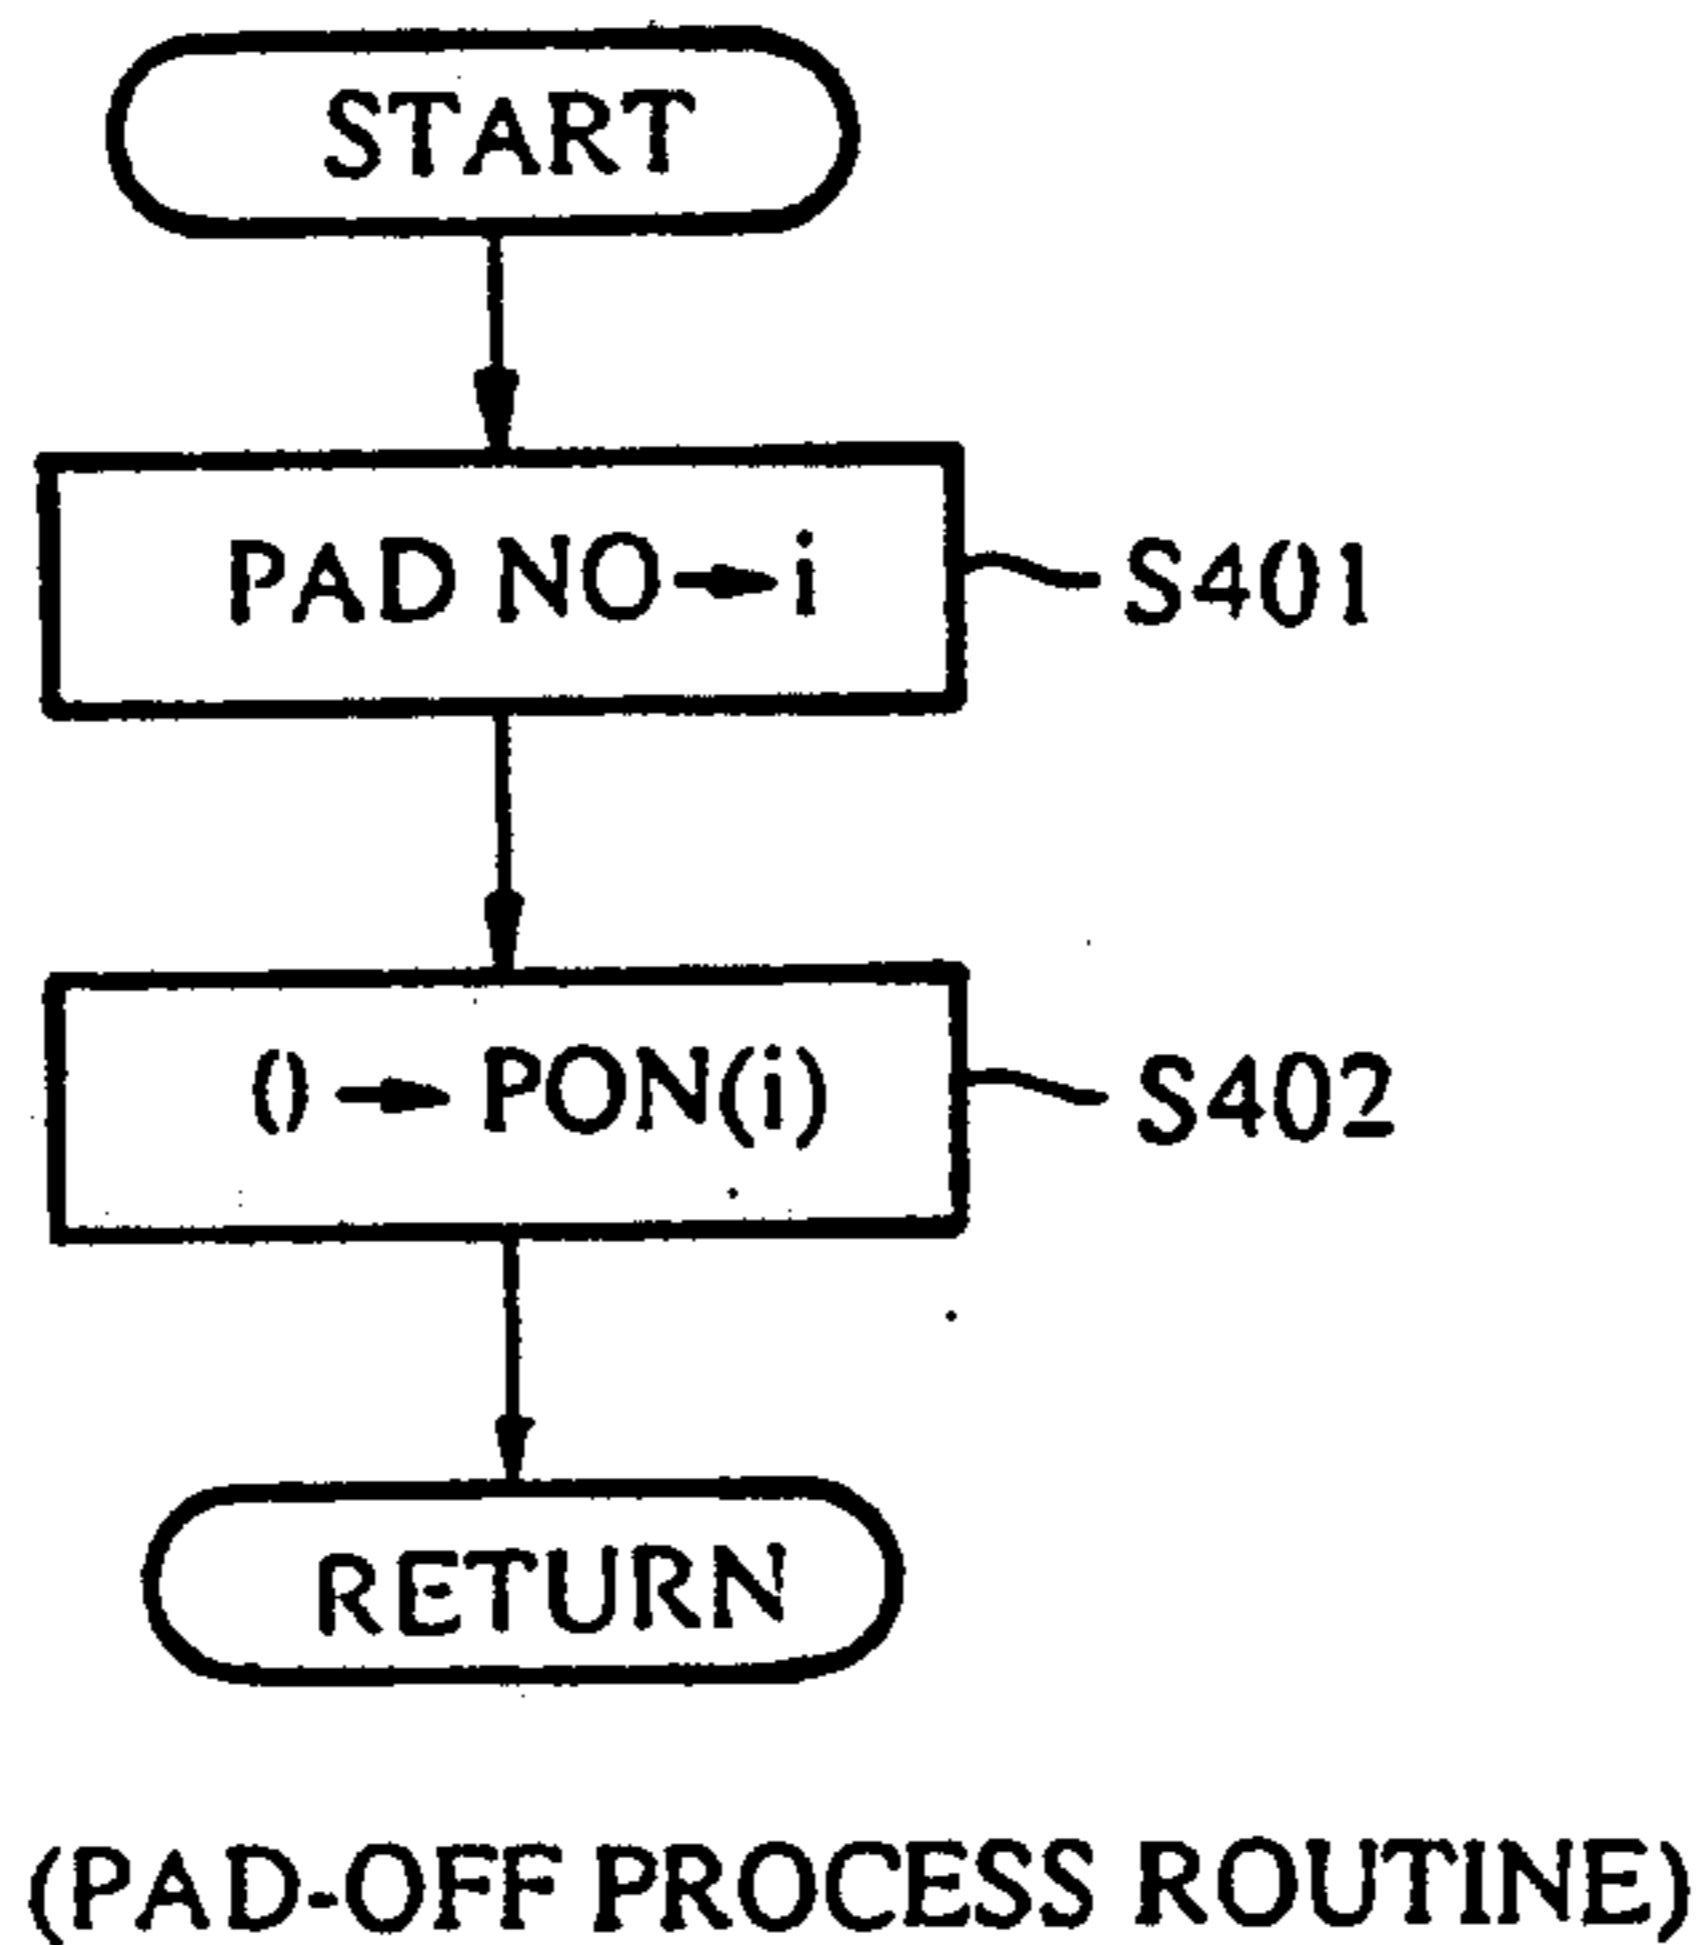 START
PAD NO→i
S401
0 → PON(i)
S402
RETURN
(PAD-OFF PROCESS ROUTINE)